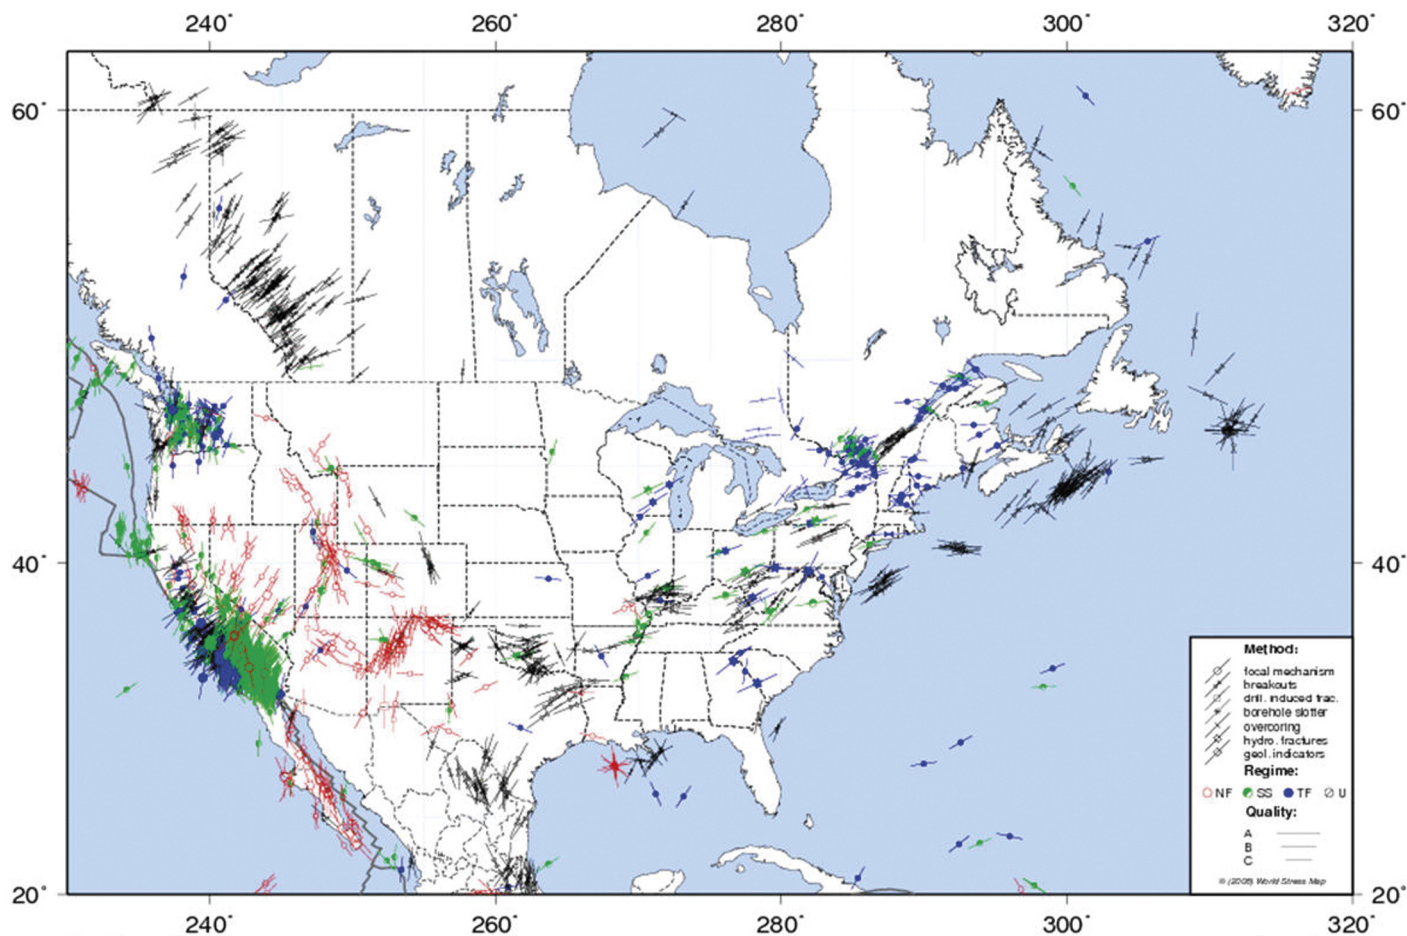 240° 260° 280° 300° 320°
60° 60°
40° 40°
Method:
focal mechanism
breakouts
drill. induced frac.
borehole slotter
overcoring
hydro. fractures
geol. indicators
Regime:
NF SS TF U
Quality:
A
B
C
© (2008) World Stress Map
20° 20°
240° 260° 280° 300° 320°